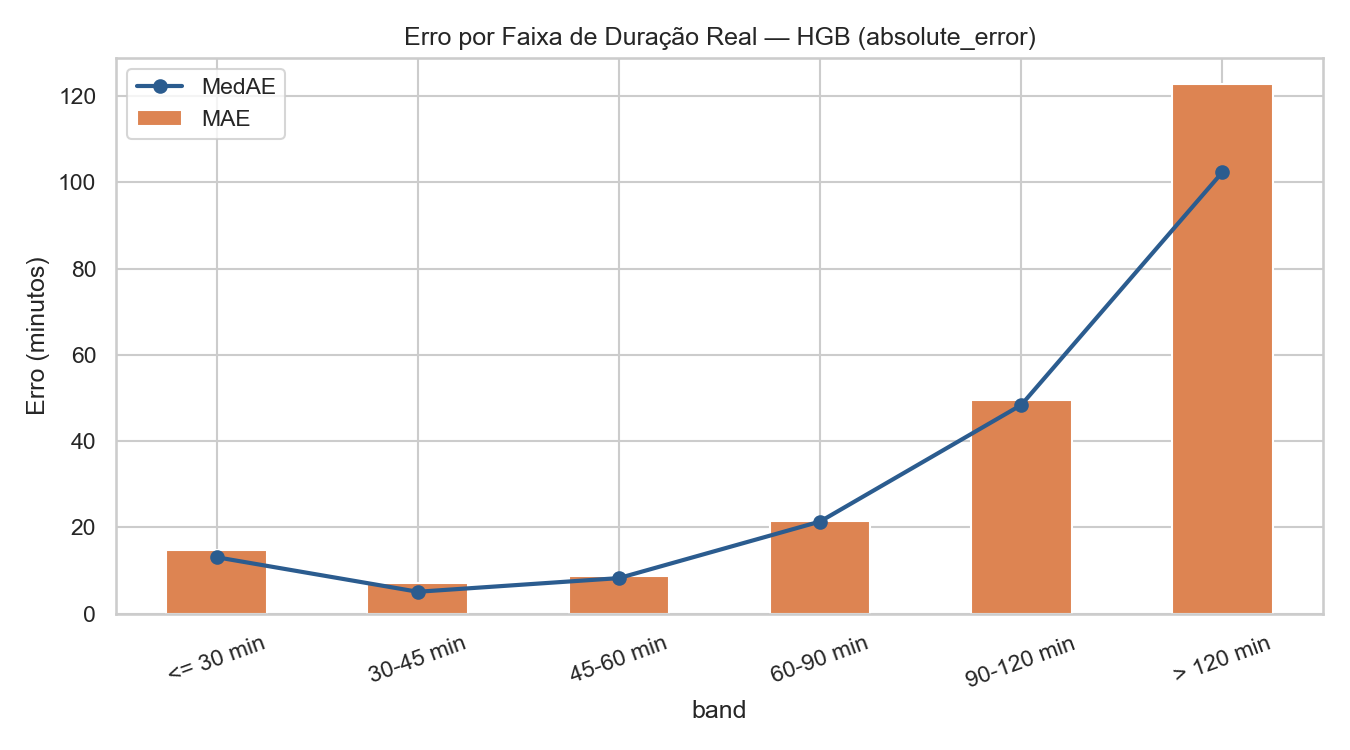 Erro por Faixa de Duração Real — HGB (absolute_error)
MedAE
MAE
Erro (minutos)
120
100
80
60
40
20
0
<= 30 min
30-45 min
45-60 min
60-90 min
90-120 min
> 120 min
band